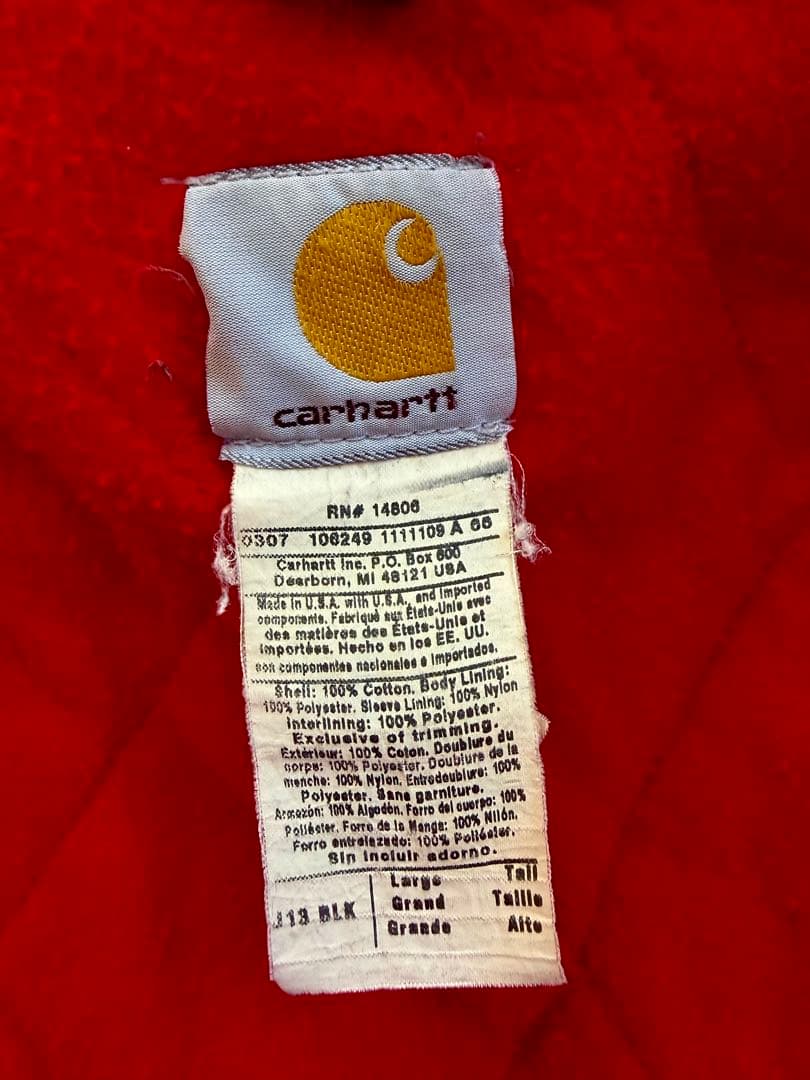 carhartt
RN# 14806
0307 106249 1111109 A 66
Carhartt Inc. P.O. Box 600
Dearborn, MI 48121 USA
Made in U.S.A. with U.S.A., and imported
components. Fabriqué aux États-Unis avec
des matières des États-Unis et
importées. Hecho en los EE. UU.
con componentes nacionales e importados.
Shell: 100% Cotton. Body Lining:
100% Polyester. Sleeve Lining: 100% Nylon
Interlining: 100% Polyester.
Exclusive of trimming.
Extérieur: 100% Coton. Doublure du
corps: 100% Polyester. Doublure de la
manche: 100% Nylon. Entredoublure: 100%
Polyester. Sans garniture.
Armazón: 100% Algodón. Forro del cuerpo: 100%
Poliéster. Forro de la Manga: 100% Nilón.
Forro entrelazado: 100% Poliéster.
Sin incluir adorno.
J13 BLK
Large Tall
Grand Taille
Grande Alto